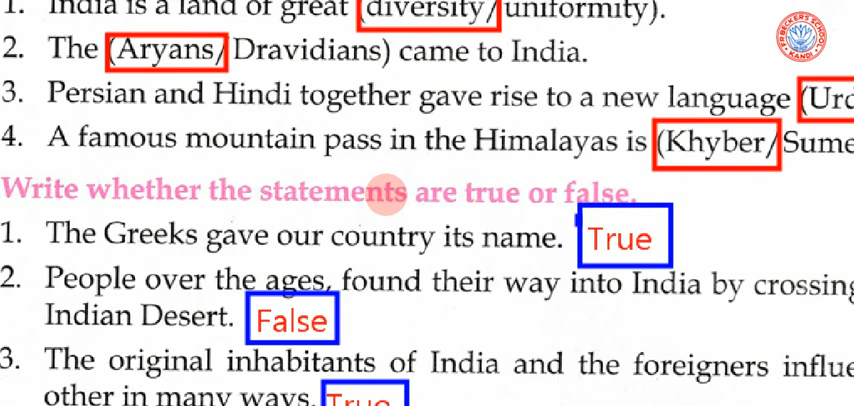 1. India is a land of great (diversity/uniformity).
2. The (Aryans/Dravidians) came to India.
3. Persian and Hindi together gave rise to a new language (Urd
4. A famous mountain pass in the Himalayas is (Khyber/Sume
Write whether the statements are true or false.
1. The Greeks gave our country its name. True
2. People over the ages, found their way into India by crossing
Indian Desert. False
3. The original inhabitants of India and the foreigners influe
other in many ways. True